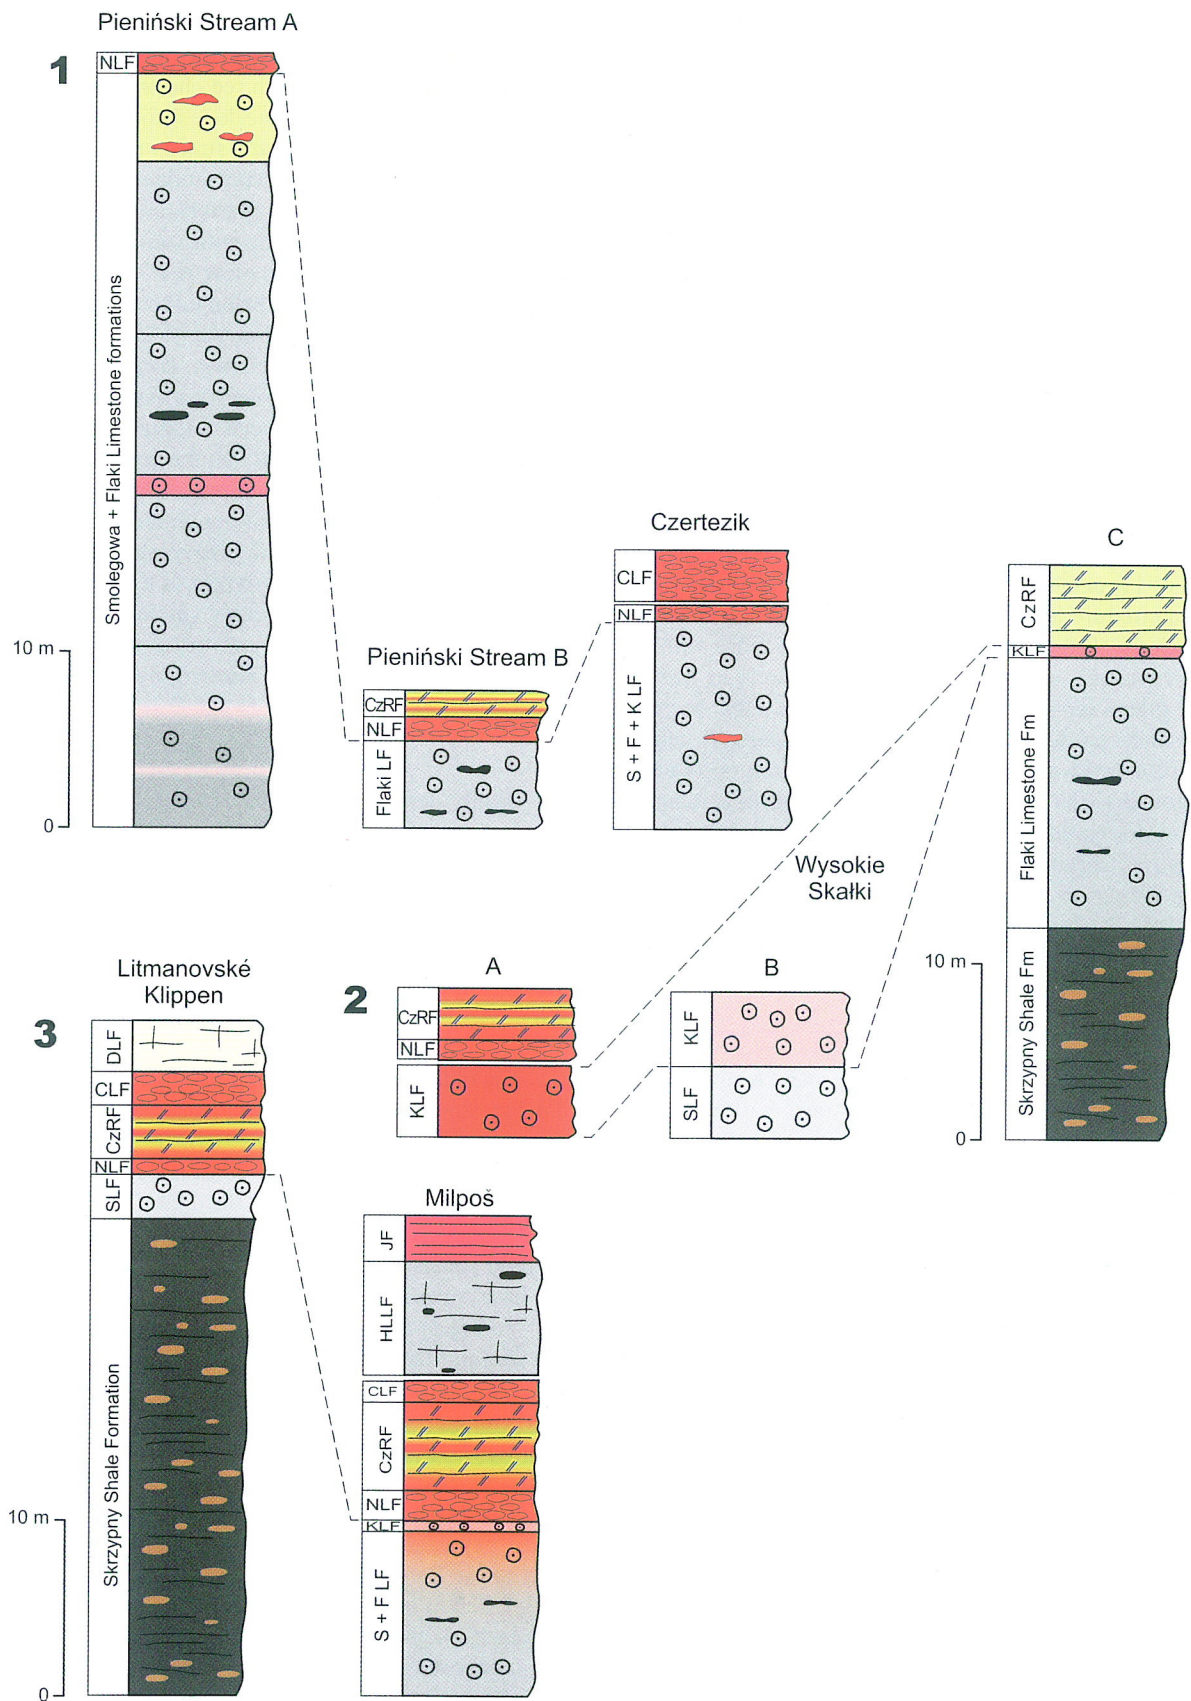 Pieniński Stream A
1
NLF
Smolegowa + Flaki Limestone formations
10 m
0
Pieniński Stream B
CzRF
NLF
Flaki LF
Czertezik
CLF
NLF
S + F + K LF
C
CzRF
KLF
Flaki Limestone Fm
Skrzypny Shale Fm
10 m
0
Wysokie
Skałki
2
A
CzRF
NLF
KLF
B
KLF
SLF
3
Litmanovské
Klippen
DLF
CLF
CzRF
NLF
SLF
Skrzypny Shale Formation
10 m
0
Milpoš
JF
HLLF
CLF
CzRF
NLF
KLF
S + F LF